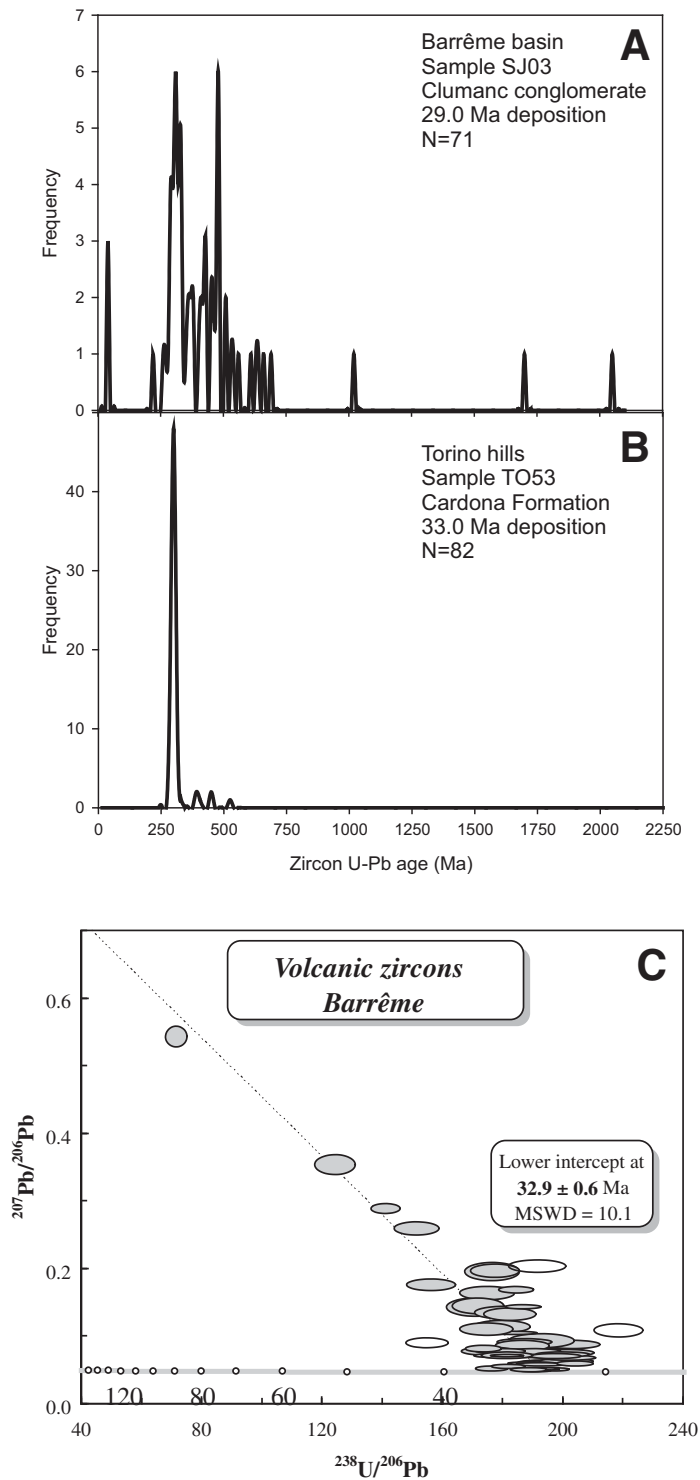 A
Barrême basin
Sample SJ03
Clumanc conglomerate
29.0 Ma deposition
N=71
Frequency
7
6
5
4
3
2
1
0
B
Torino hills
Sample TO53
Cardona Formation
33.0 Ma deposition
N=82
Frequency
40
30
20
10
0
0 250 500 750 1000 1250 1500 1750 2000 2250
Zircon U-Pb age (Ma)
C
Volcanic zircons
Barrême
Lower intercept at
32.9 ± 0.6 Ma
MSWD = 10.1
²⁰⁷Pb/²⁰⁶Pb
0.6
0.4
0.2
0.0
120 80 60 40
40 80 120 160 200 240
²³⁸U/²⁰⁶Pb